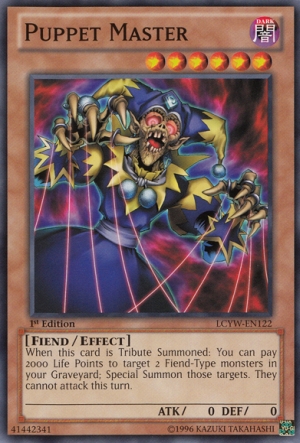 PUPPET MASTER
DARK
闇
1st Edition
LCYW-EN122
[FIEND / EFFECT]
When this card is Tribute Summoned: You can pay
2000 Life Points to target 2 Fiend-Type monsters in
your Graveyard; Special Summon those targets. They
cannot attack this turn.
ATK/ 0 DEF/ 0
41442341
©1996 KAZUKI TAKAHASHI